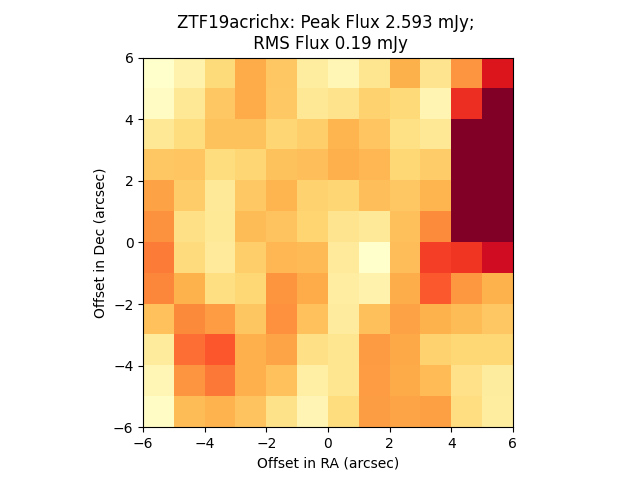 ZTF19acrichx: Peak Flux 2.593 mJy;
RMS Flux 0.19 mJy
6
4
2
0
−2
−4
−6
Offset in Dec (arcsec)
−6 −4 −2 0 2 4 6
Offset in RA (arcsec)